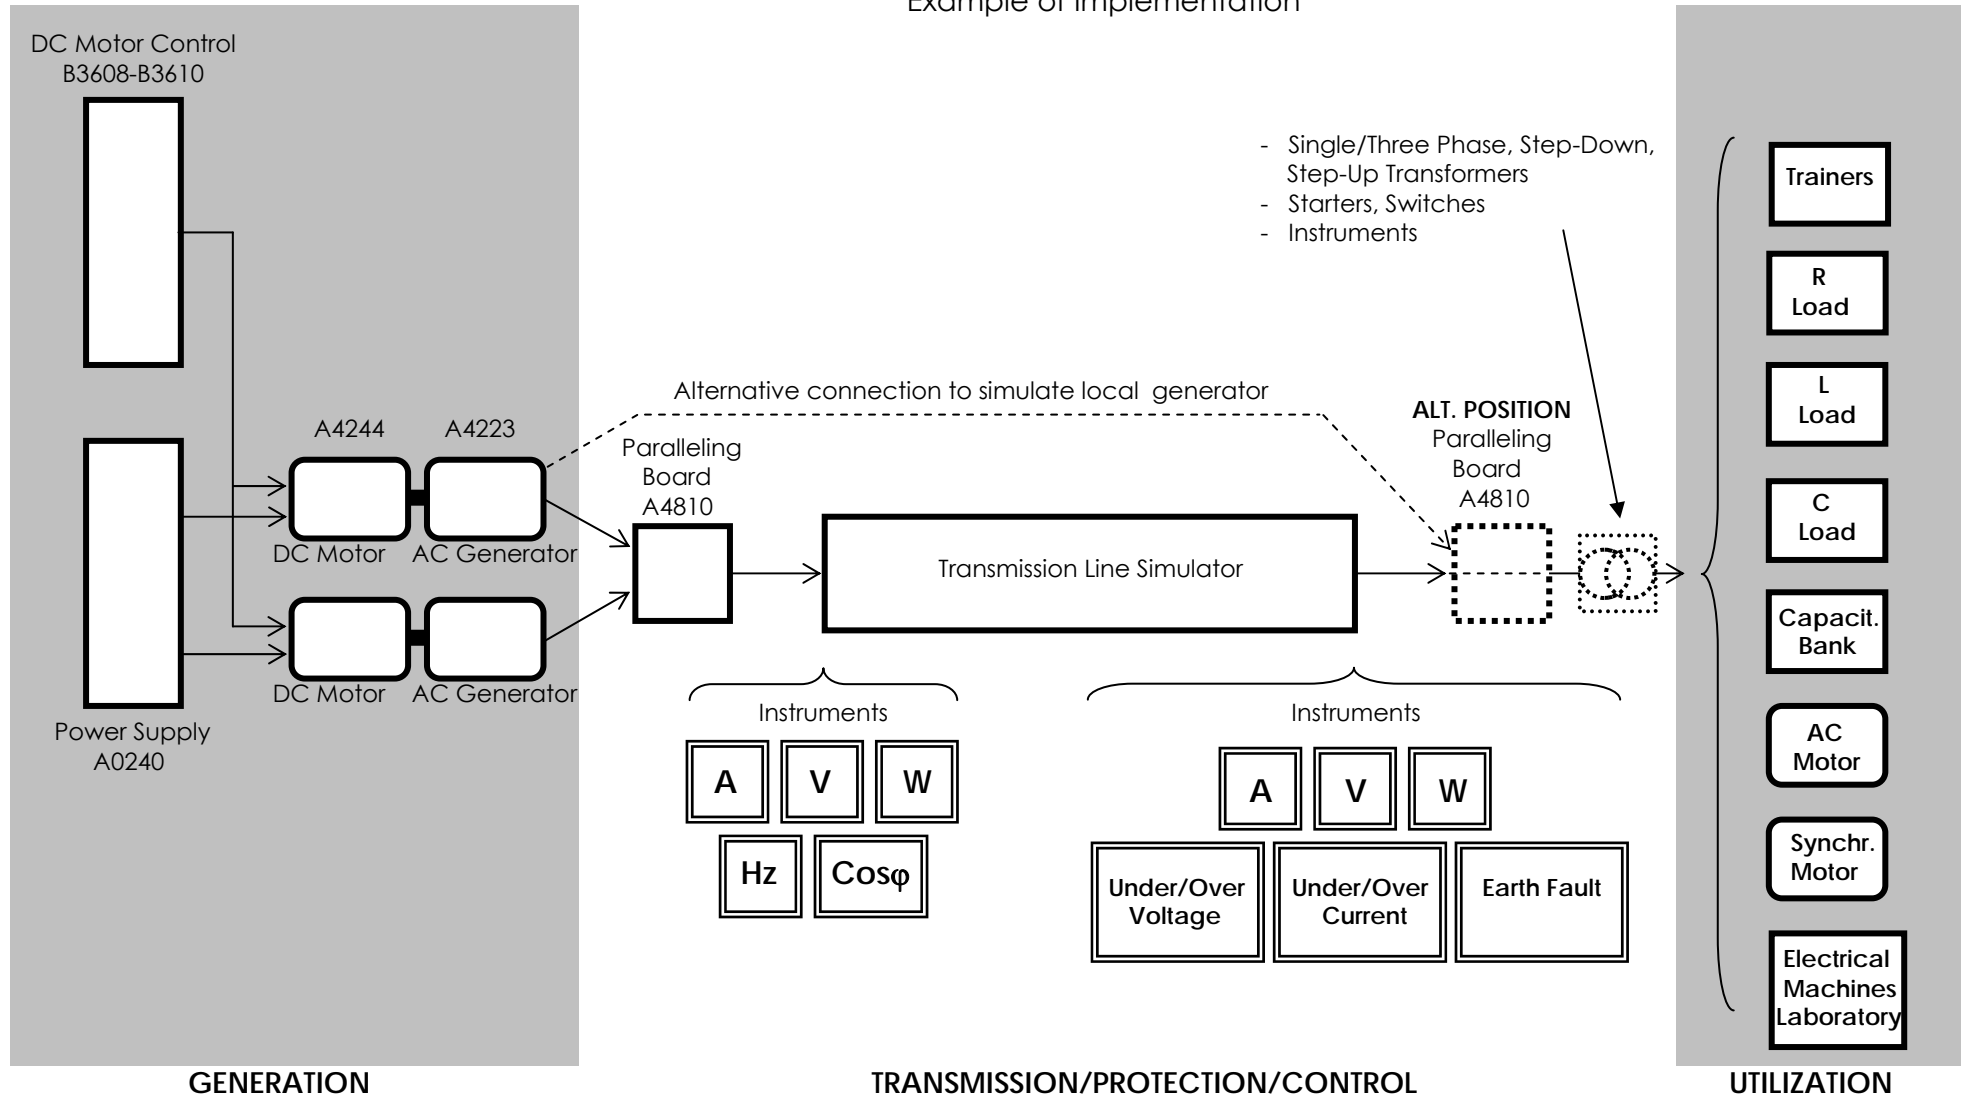 Example of Implementation
DC Motor Control
B3608-B3610
- Single/Three Phase, Step-Down,
Step-Up Transformers
- Starters, Switches
- Instruments
Alternative connection to simulate local generator
A4244
A4223
DC Motor
AC Generator
DC Motor
AC Generator
Power Supply
A0240
Paralleling
Board
A4810
Transmission Line Simulator
ALT. POSITION
Paralleling
Board
A4810
Instruments
A
V
W
Hz
Cosφ
Instruments
A
V
W
Under/Over
Voltage
Under/Over
Current
Earth Fault
Trainers
R
Load
L
Load
C
Load
Capacit.
Bank
AC
Motor
Synchr.
Motor
Electrical
Machines
Laboratory
GENERATION
TRANSMISSION/PROTECTION/CONTROL
UTILIZATION